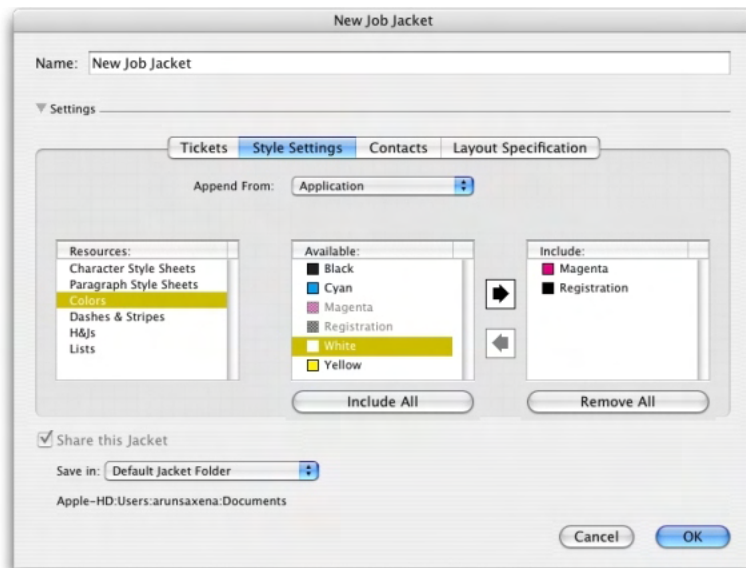 New Job Jacket
Name: New Job Jacket
Settings
Tickets Style Settings Contacts Layout Specification
Append From: Application
Resources:
Character Style Sheets
Paragraph Style Sheets
Colors
Dashes & Stripes
H&Js
Lists
Available:
Black
Cyan
Magenta
Registration
White
Yellow
Include All
Include:
Magenta
Registration
Remove All
Share this Jacket
Save in: Default Jacket Folder
Apple-HD:Users:arunsaxena:Documents
Cancel OK